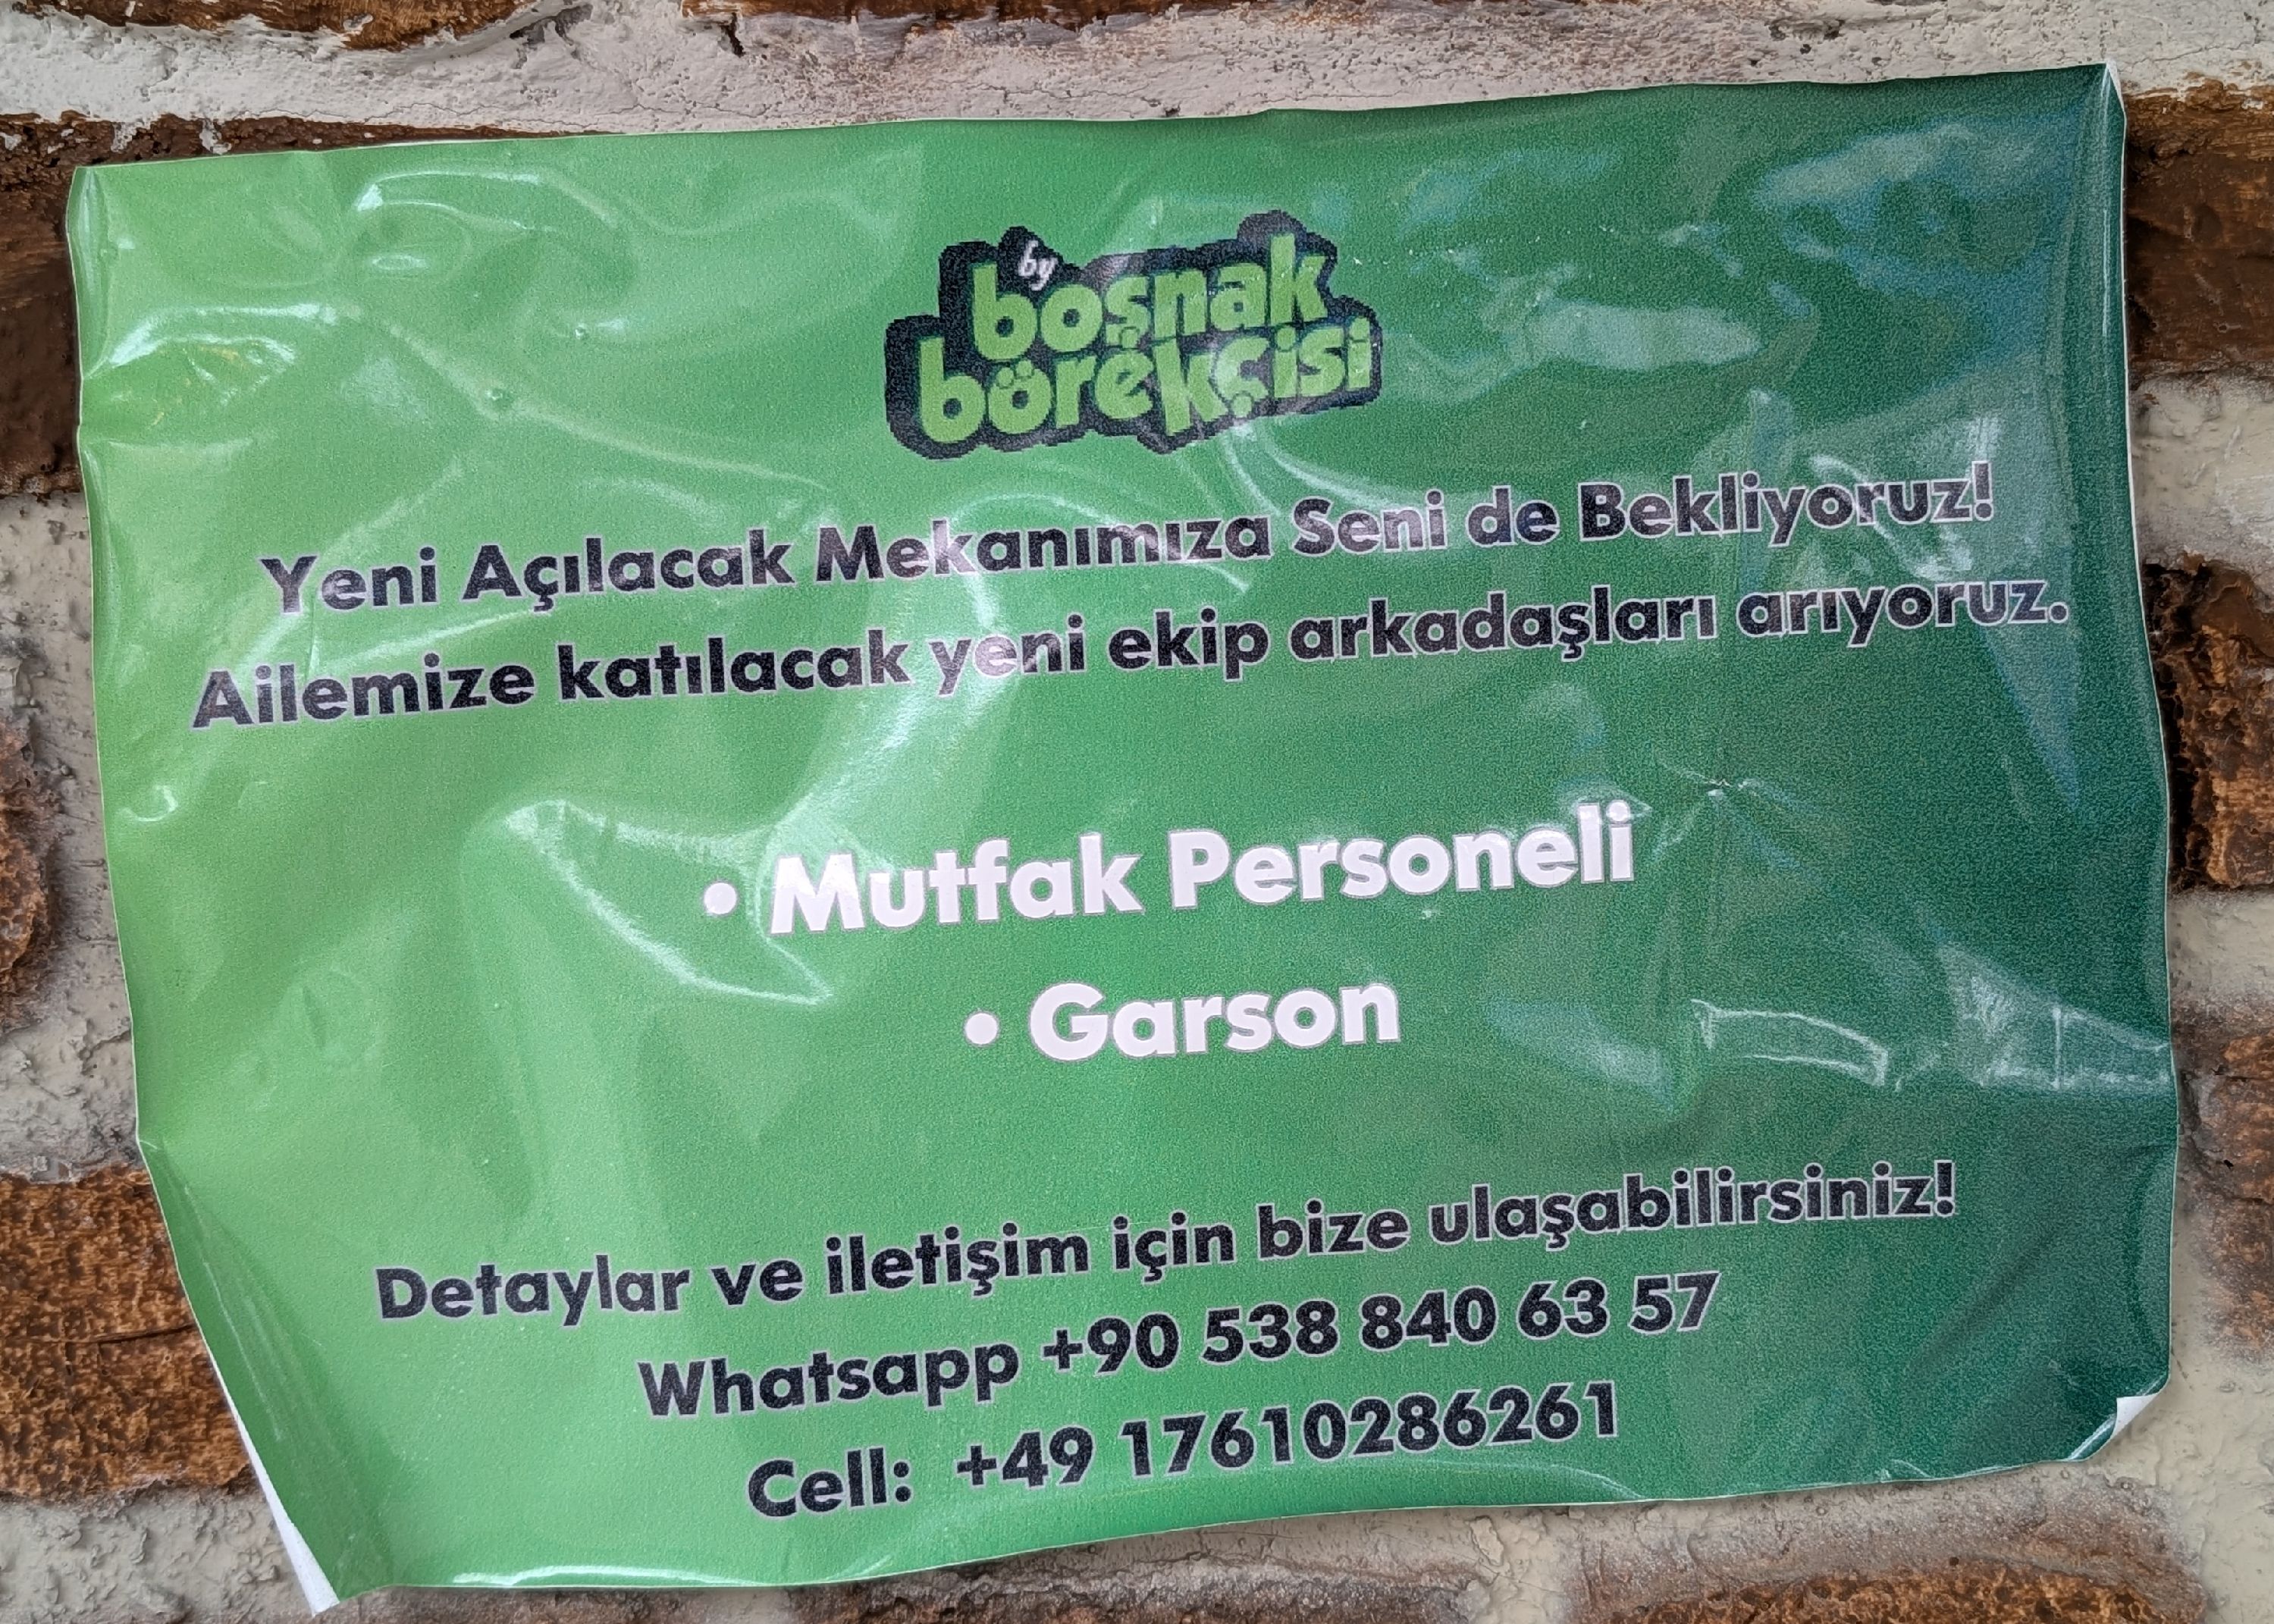 by
boşnak
börekçisi
Yeni Açılacak Mekanımıza Seni de Bekliyoruz!
Ailemize katılacak yeni ekip arkadaşları arıyoruz.
• Mutfak Personeli
• Garson
Detaylar ve iletişim için bize ulaşabilirsiniz!
Whatsapp +90 538 840 63 57
Cell: +49 17610286261